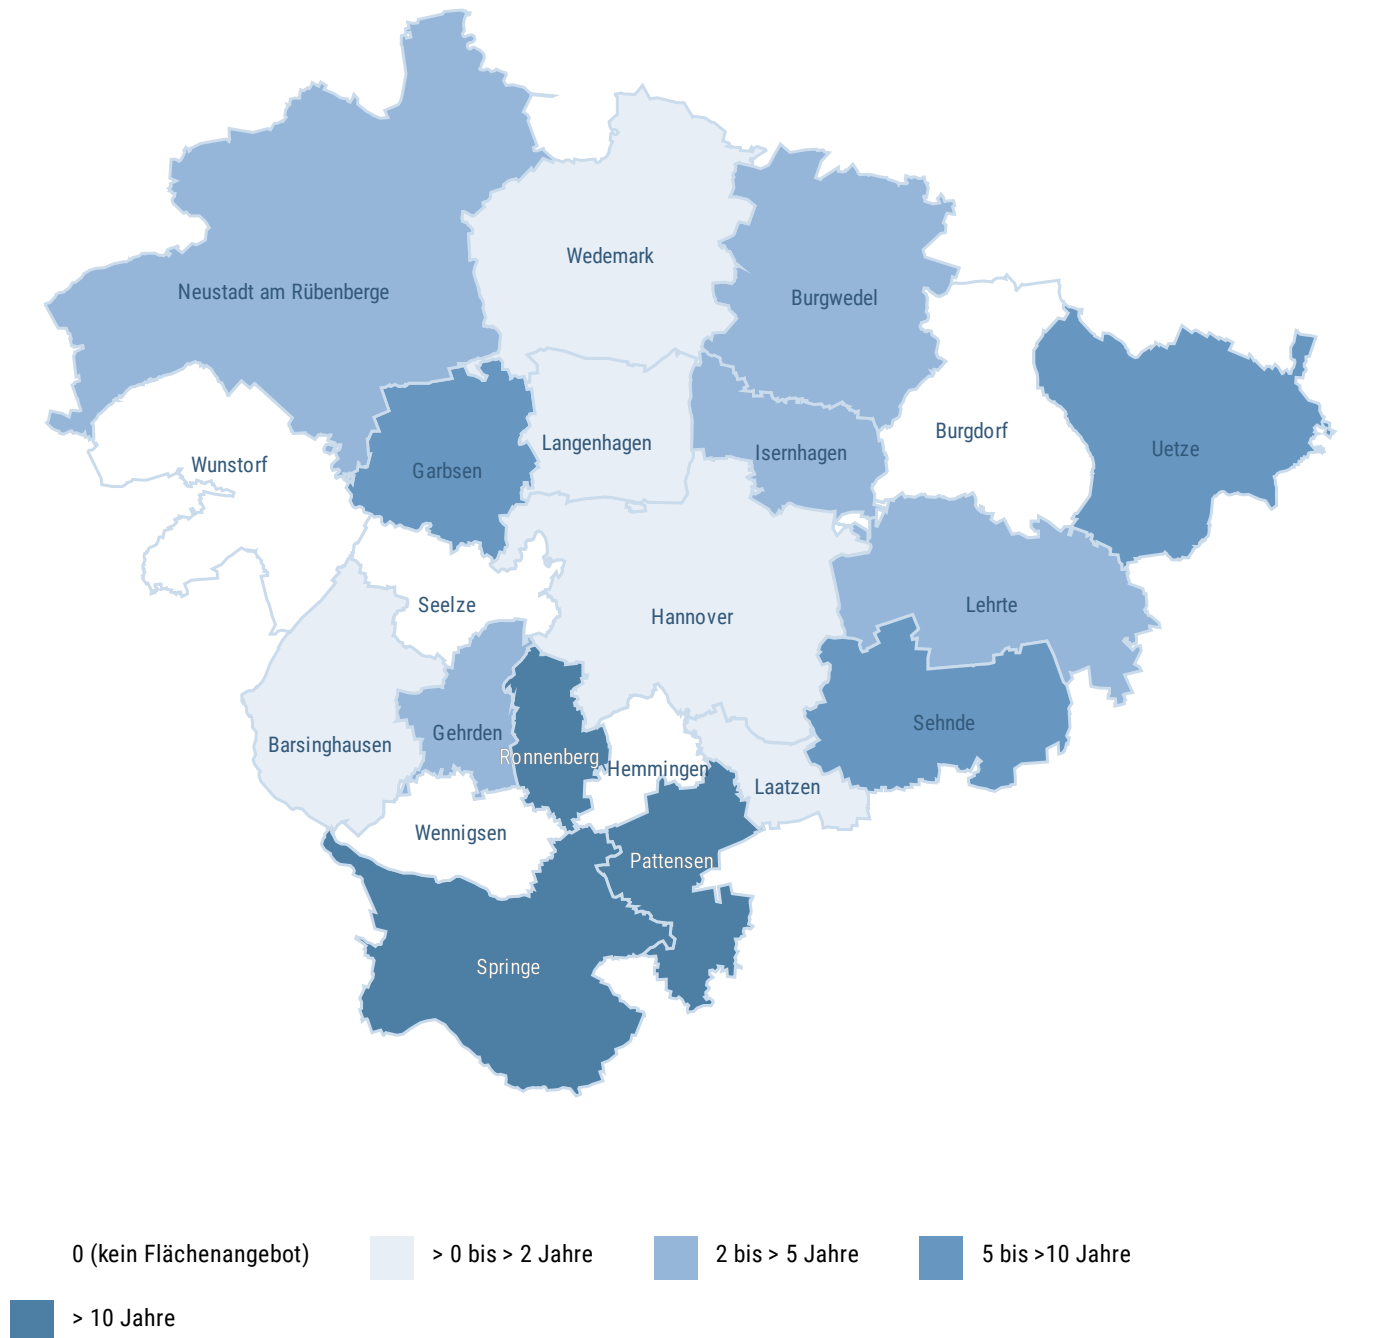 Wedemark
Neustadt am Rübenberge
Burgwedel
Burgdorf
Langenhagen
Isernhagen
Uetze
Wunstorf
Garbsen
Seelze
Lehrte
Hannover
Sehnde
Gehrden
Barsinghausen
Ronnenberg
Hemmingen
Laatzen
Wennigsen
Pattensen
Springe
0 (kein Flächenangebot)
> 0 bis > 2 Jahre
2 bis > 5 Jahre
5 bis >10 Jahre
> 10 Jahre